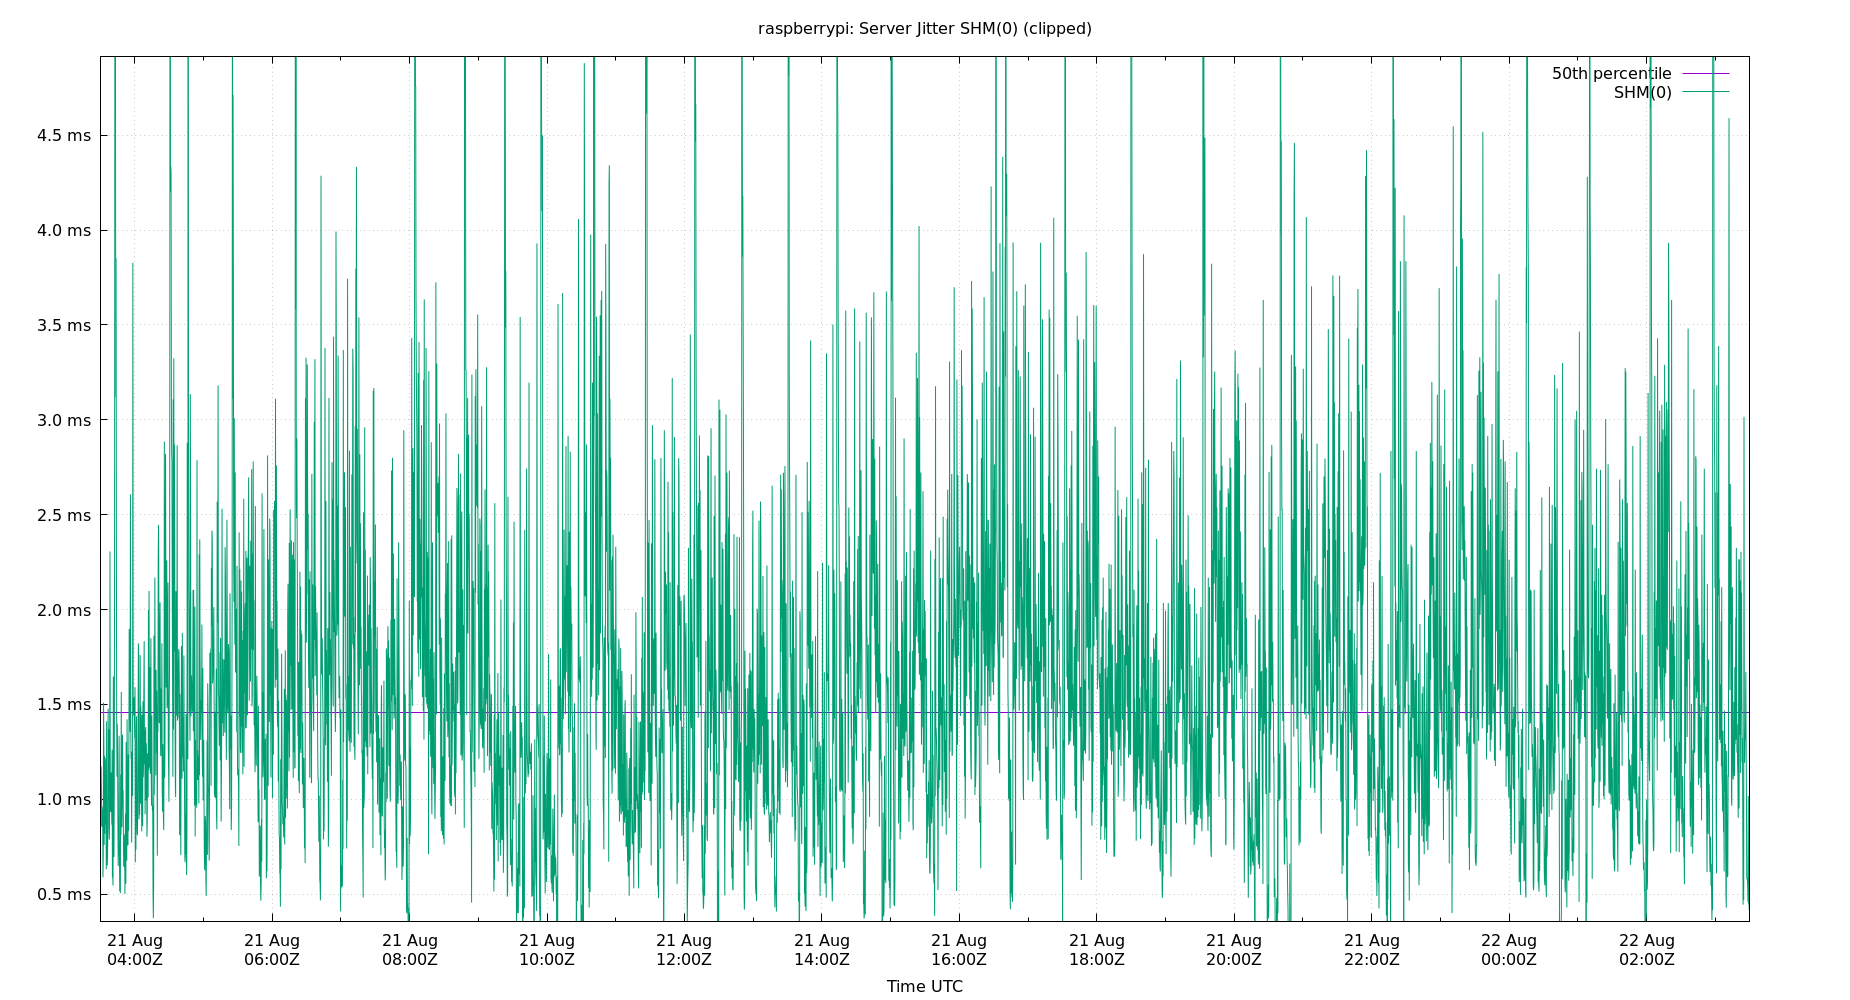 raspberrypi: Server Jitter SHM(0) (clipped)
50th percentile
SHM(0)
4.5 ms
4.0 ms
3.5 ms
3.0 ms
2.5 ms
2.0 ms
1.5 ms
1.0 ms
0.5 ms
21 Aug 21 Aug 21 Aug 21 Aug 21 Aug 21 Aug 21 Aug 21 Aug 21 Aug 21 Aug 22 Aug 22 Aug
04:00Z 06:00Z 08:00Z 10:00Z 12:00Z 14:00Z 16:00Z 18:00Z 20:00Z 22:00Z 00:00Z 02:00Z
Time UTC